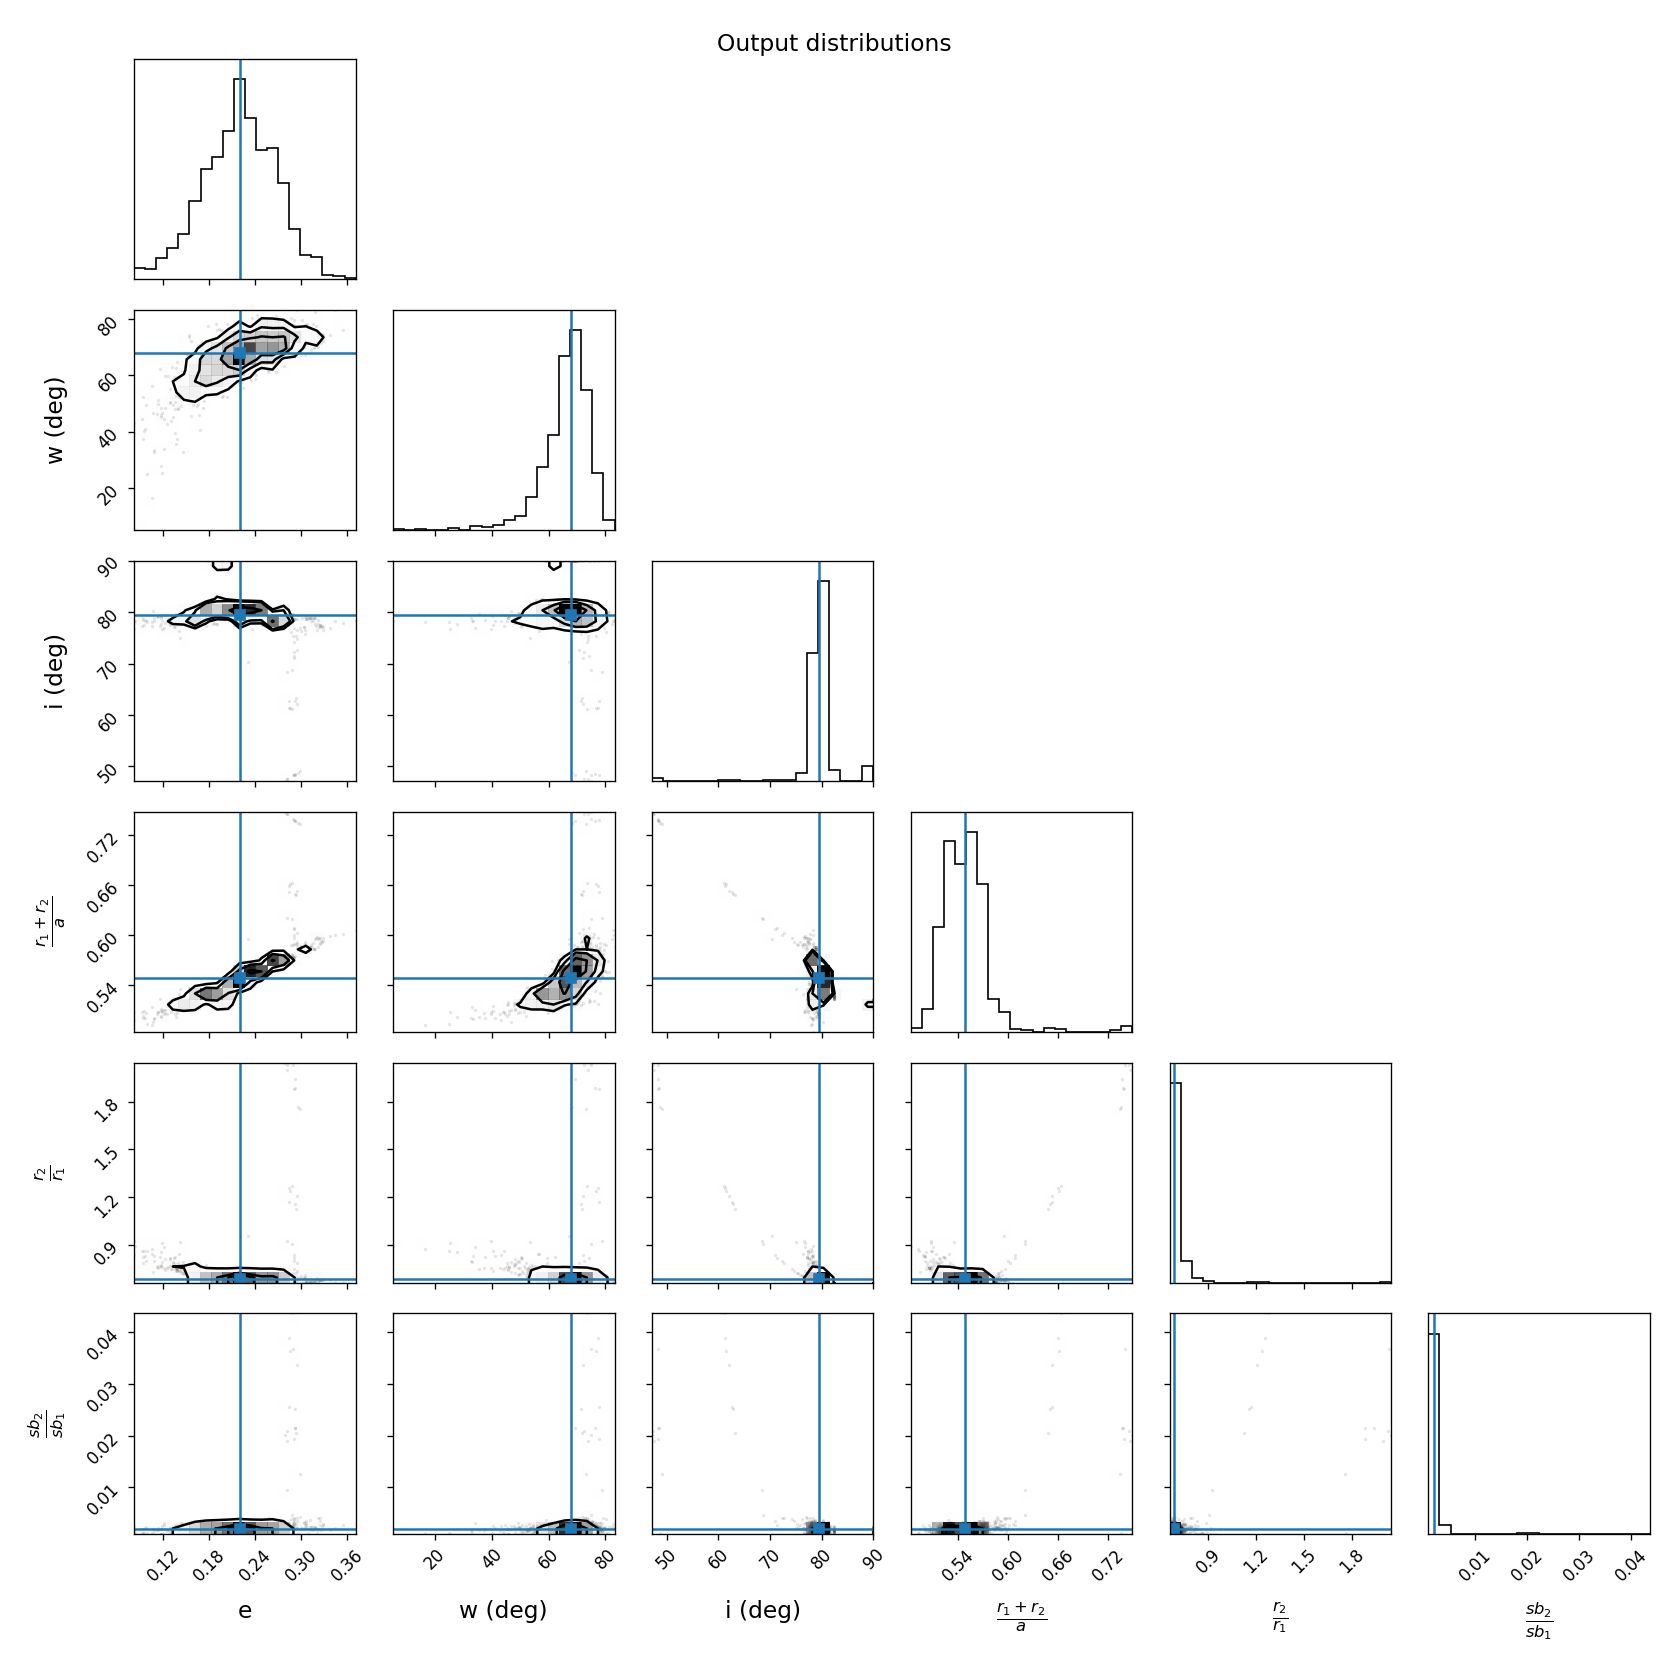 Output distributions
w (deg)
80
60
40
20
i (deg)
90
80
70
60
50
r₁ + r₂
a
0.72
0.66
0.60
0.54
r₂
r₁
1.8
1.5
1.2
0.9
sb₂
sb₁
0.04
0.03
0.02
0.01
0.12 0.18 0.24 0.30 0.36 20 40 60 80 50 60 70 80 90 0.54 0.60 0.66 0.72 0.9 1.2 1.5 1.8 0.01 0.02 0.03 0.04
e w (deg) i (deg)
r₁ + r₂
a
r₂
r₁
sb₂
sb₁